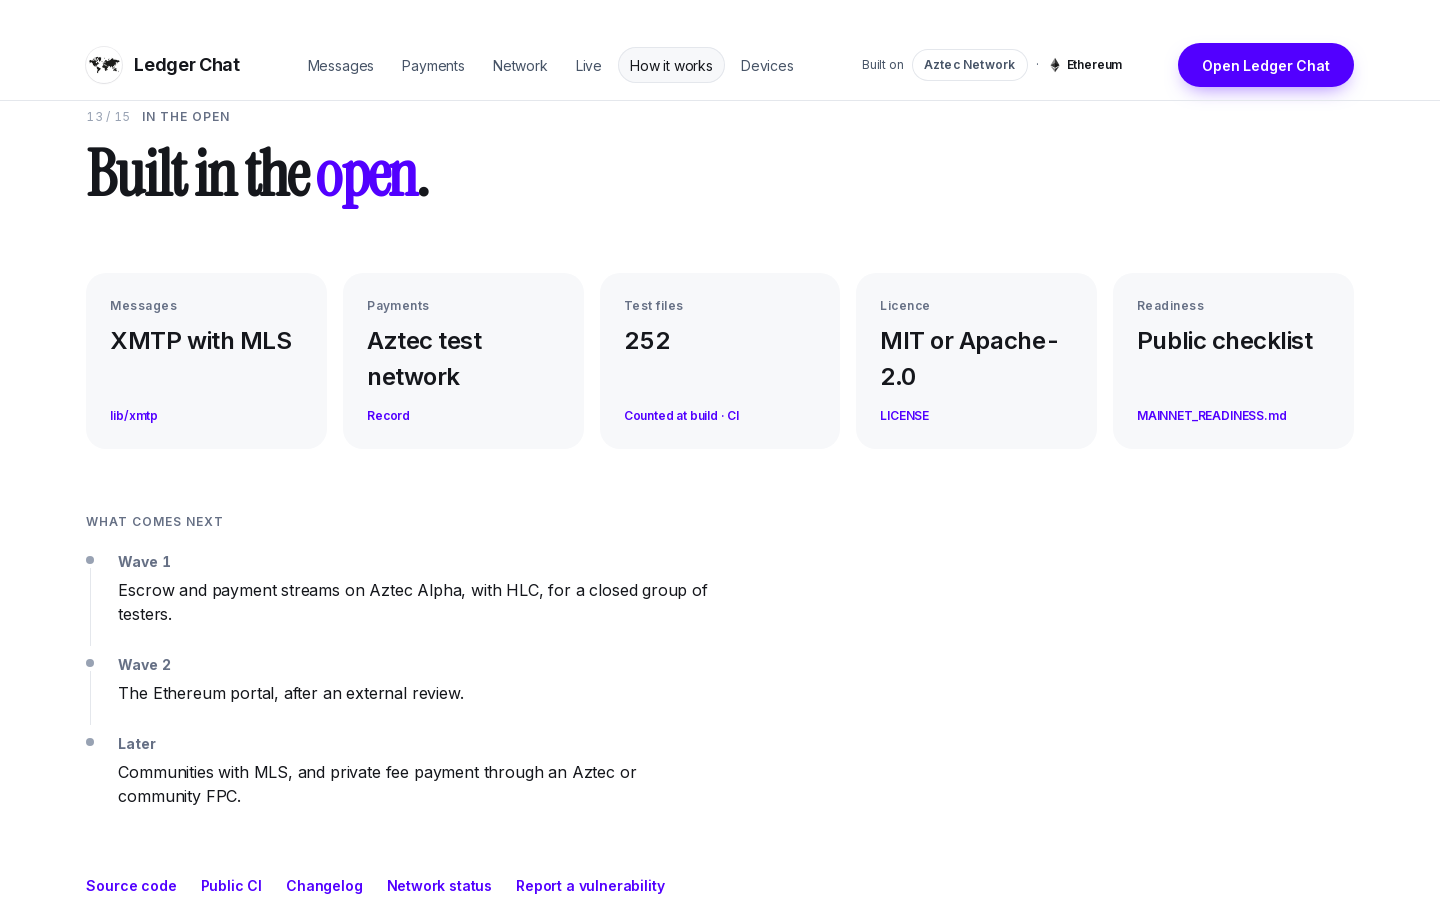 Ledger Chat
Messages
Payments
Network
Live
How it works
Devices
Built on
Aztec Network
·
Ethereum
Open Ledger Chat
13 / 15 IN THE OPEN
Built in the open.
Messages
XMTP with MLS
lib/xmtp
Payments
Aztec test
network
Record
Test files
252
Counted at build · CI
Licence
MIT or Apache-
2.0
LICENSE
Readiness
Public checklist
MAINNET_READINESS.md
WHAT COMES NEXT
Wave 1
Escrow and payment streams on Aztec Alpha, with HLC, for a closed group of
testers.
Wave 2
The Ethereum portal, after an external review.
Later
Communities with MLS, and private fee payment through an Aztec or
community FPC.
Source code
Public CI
Changelog
Network status
Report a vulnerability